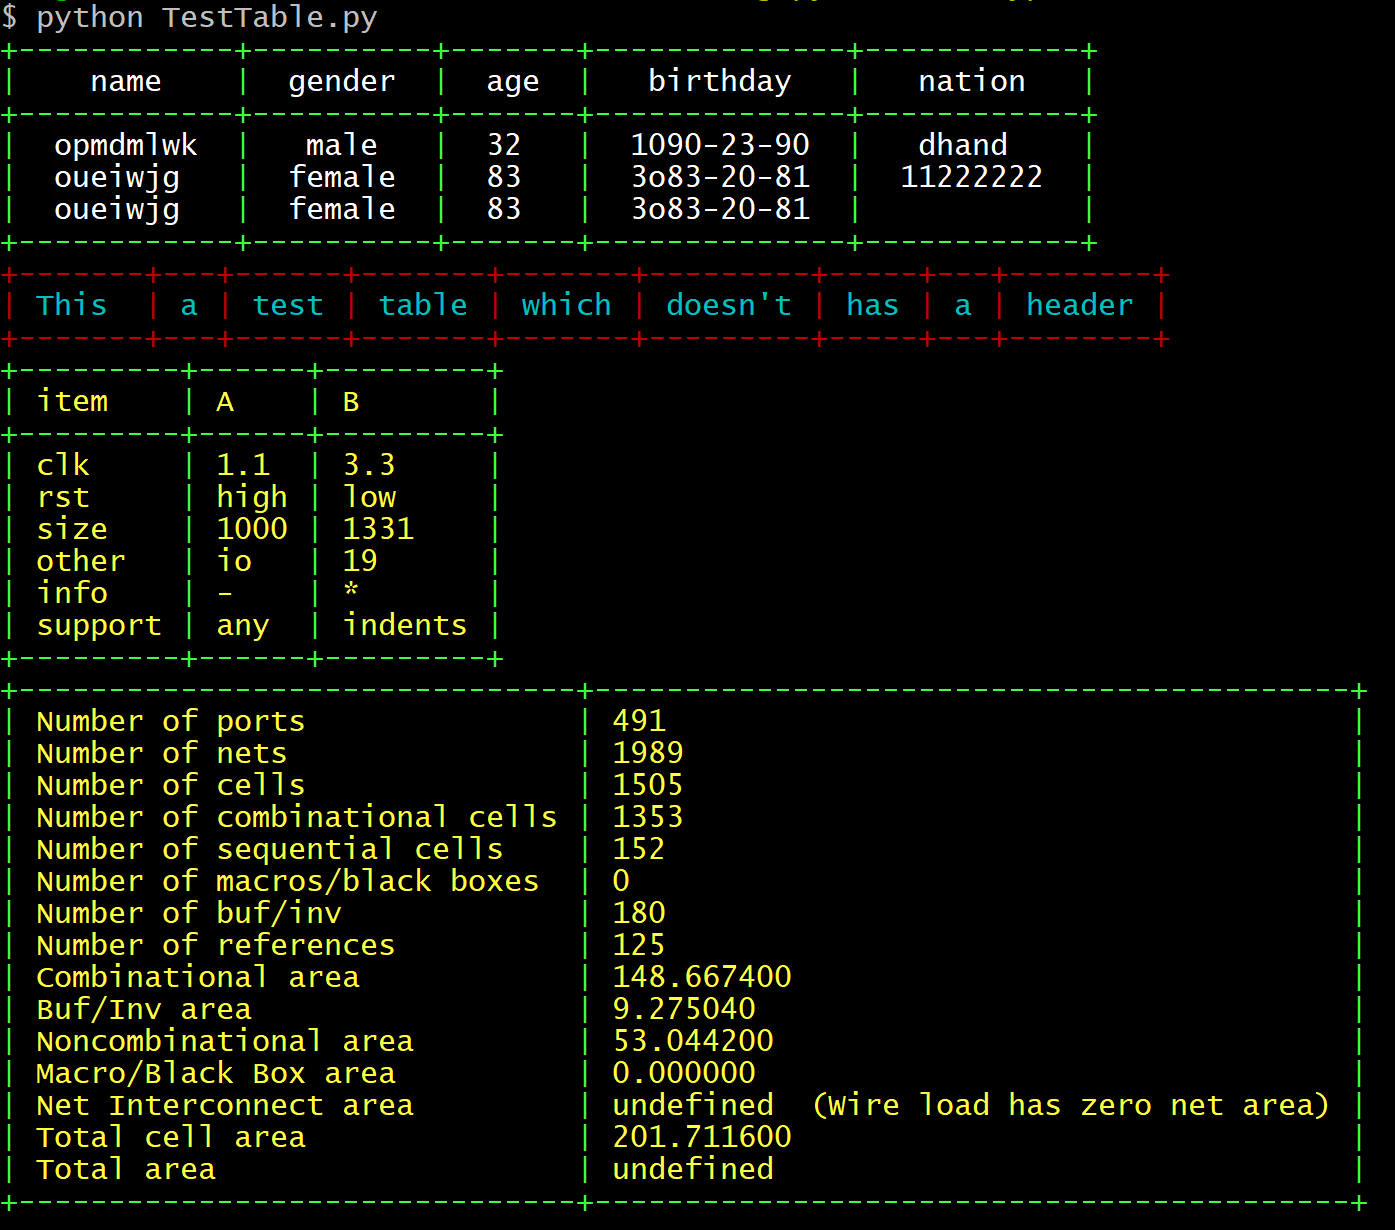 $ python TestTable.py
+------------+----------+-------+--------------+------------+
|    name    |  gender  |  age  |   birthday   |   nation   |
+------------+----------+-------+--------------+------------+
|  opmdmlwk  |   male   |  32   |  1090-23-90  |   dhand    |
|  oueiwjg   |  female  |  83   |  3o83-20-81  |  11222222  |
|  oueiwjg   |  female  |  83   |  3o83-20-81  |            |
+------------+----------+-------+--------------+------------+
+-------+---+------+-------+-------+---------+-----+---+--------+
| This  | a | test | table | which | doesn't | has | a | header |
+-------+---+------+-------+-------+---------+-----+---+--------+
+---------+------+---------+
| item    | A    | B       |
+---------+------+---------+
| clk     | 1.1  | 3.3     |
| rst     | high | low     |
| size    | 1000 | 1331    |
| other   | io   | 19      |
| info    | -    | *       |
| support | any  | indents |
+---------+------+---------+
+-------------------------------+------------------------------------------+
| Number of ports               | 491                                      |
| Number of nets                | 1989                                     |
| Number of cells               | 1505                                     |
| Number of combinational cells | 1353                                     |
| Number of sequential cells    | 152                                      |
| Number of macros/black boxes  | 0                                        |
| Number of buf/inv             | 180                                      |
| Number of references          | 125                                      |
| Combinational area            | 148.667400                               |
| Buf/Inv area                  | 9.275040                                 |
| Noncombinational area         | 53.044200                                |
| Macro/Black Box area          | 0.000000                                 |
| Net Interconnect area         | undefined  (Wire load has zero net area) |
| Total cell area               | 201.711600                               |
| Total area                    | undefined                                |
+-------------------------------+------------------------------------------+